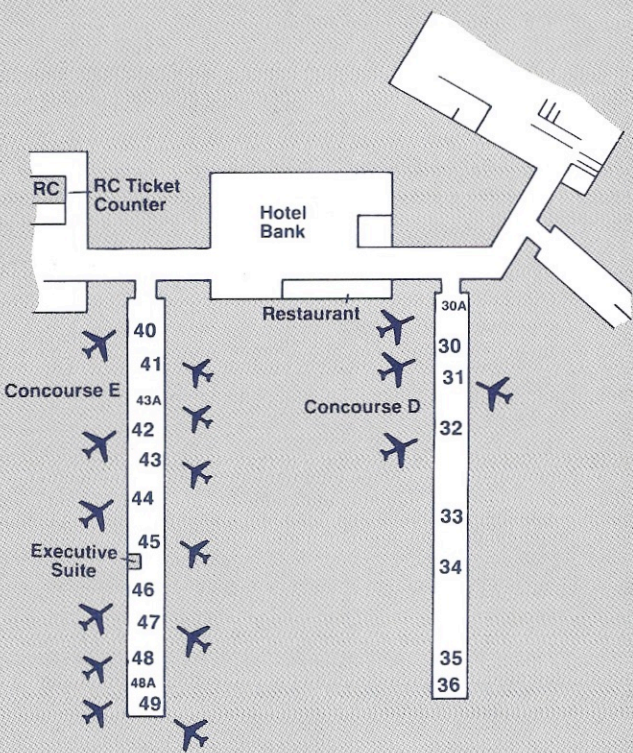 RC
RC Ticket
Counter
Hotel
Bank
Restaurant
Concourse E
40
41
43A
42
43
44
45
Executive
Suite
46
47
48
48A
49
Concourse D
30A
30
31
32
33
34
35
36